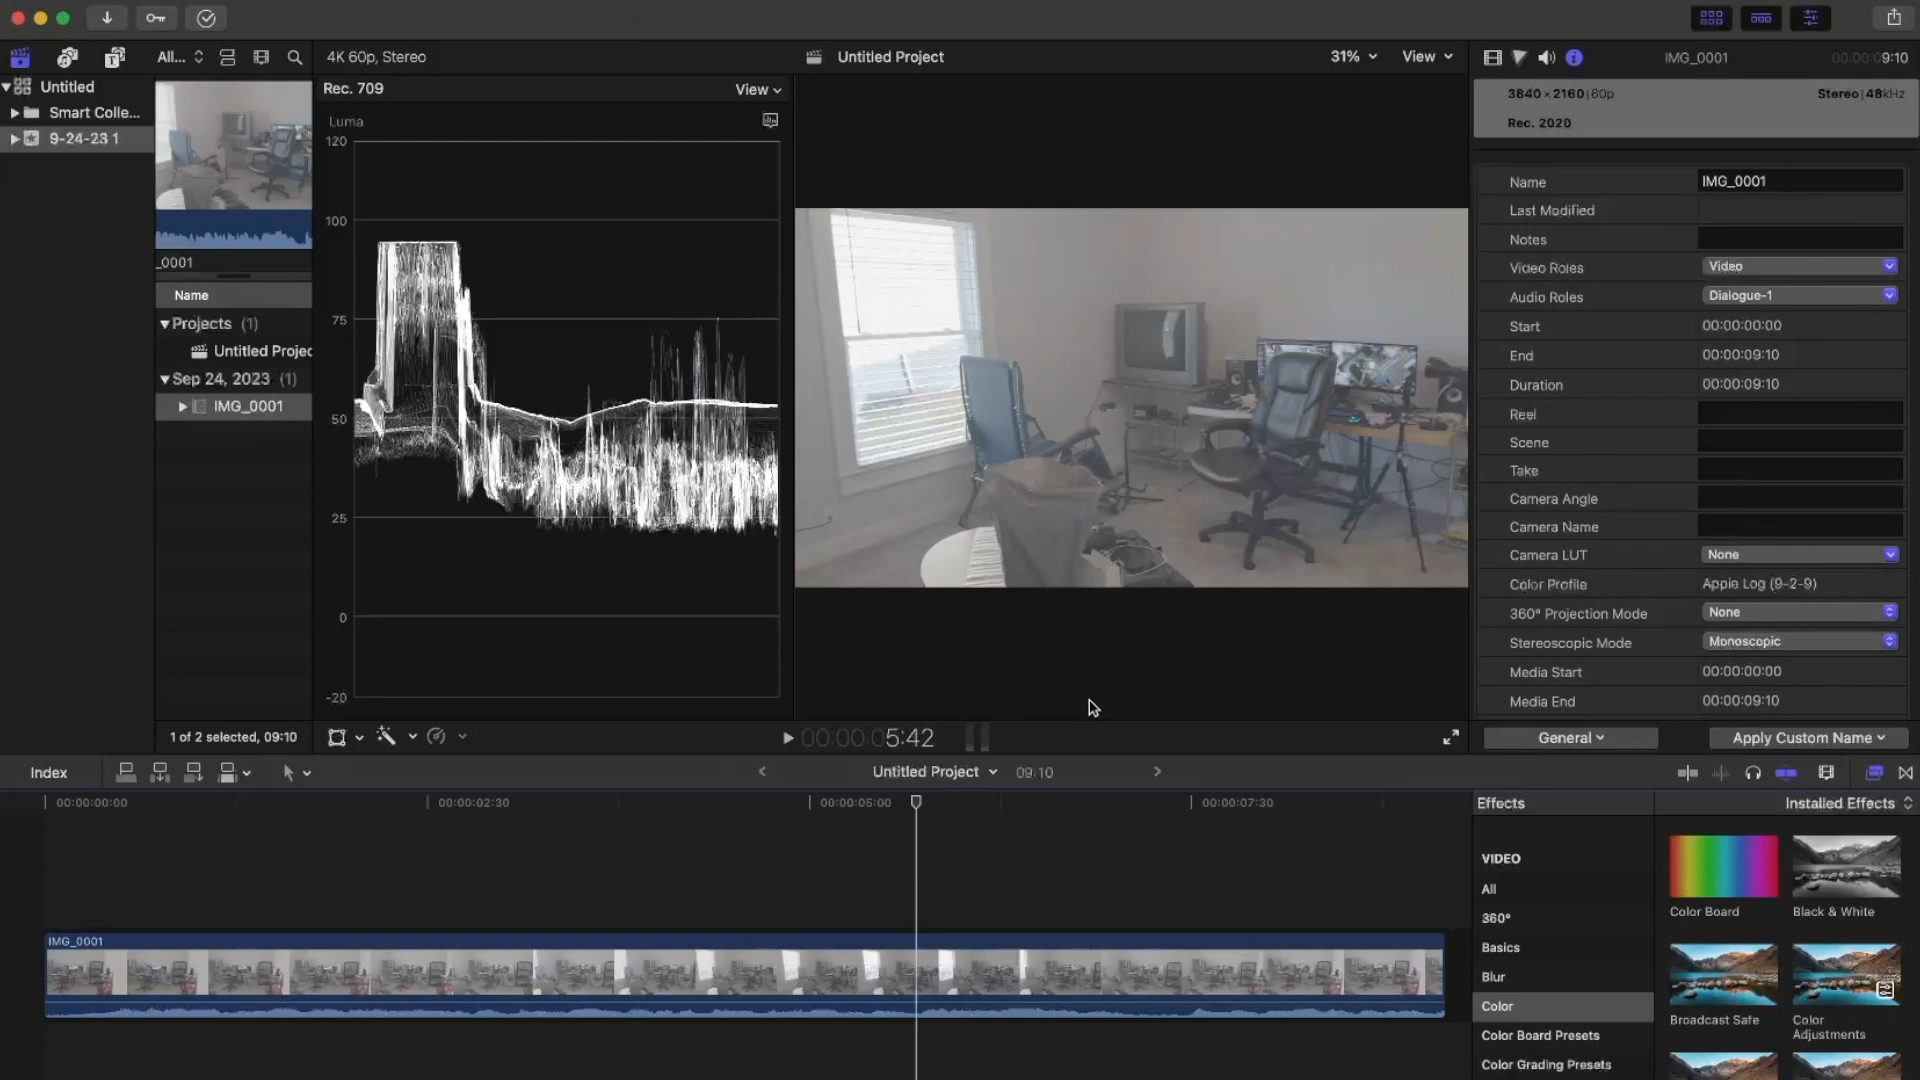 All...
4K 60p, Stereo
Untitled Project
31%
View
IMG_0001
00:00:09:10
Untitled
Smart Colle...
9-24-23 1
Rec. 709
View
Luma
120
100
75
50
25
0
-20
_0001
Name
Projects (1)
Untitled Projec
Sep 24, 2023 (1)
IMG_0001
1 of 2 selected, 09:10
00:00:05:42
3840 × 2160 | 60p
Stereo | 48kHz
Rec. 2020
Name IMG_0001
Last Modified
Notes
Video Roles Video
Audio Roles Dialogue-1
Start 00:00:00:00
End 00:00:09:10
Duration 00:00:09:10
Reel
Scene
Take
Camera Angle
Camera Name
Camera LUT None
Color Profile Apple Log (9-2-9)
360° Projection Mode None
Stereoscopic Mode Monoscopic
Media Start 00:00:00:00
Media End 00:00:09:10
General
Apply Custom Name
Index
Untitled Project
09:10
00:00:00:00
00:00:02:30
00:00:05:00
00:00:07:30
IMG_0001
Effects
Installed Effects
VIDEO
All
360°
Basics
Blur
Color
Color Board Presets
Color Grading Presets
Color Board
Black & White
Broadcast Safe
Color
Adjustments